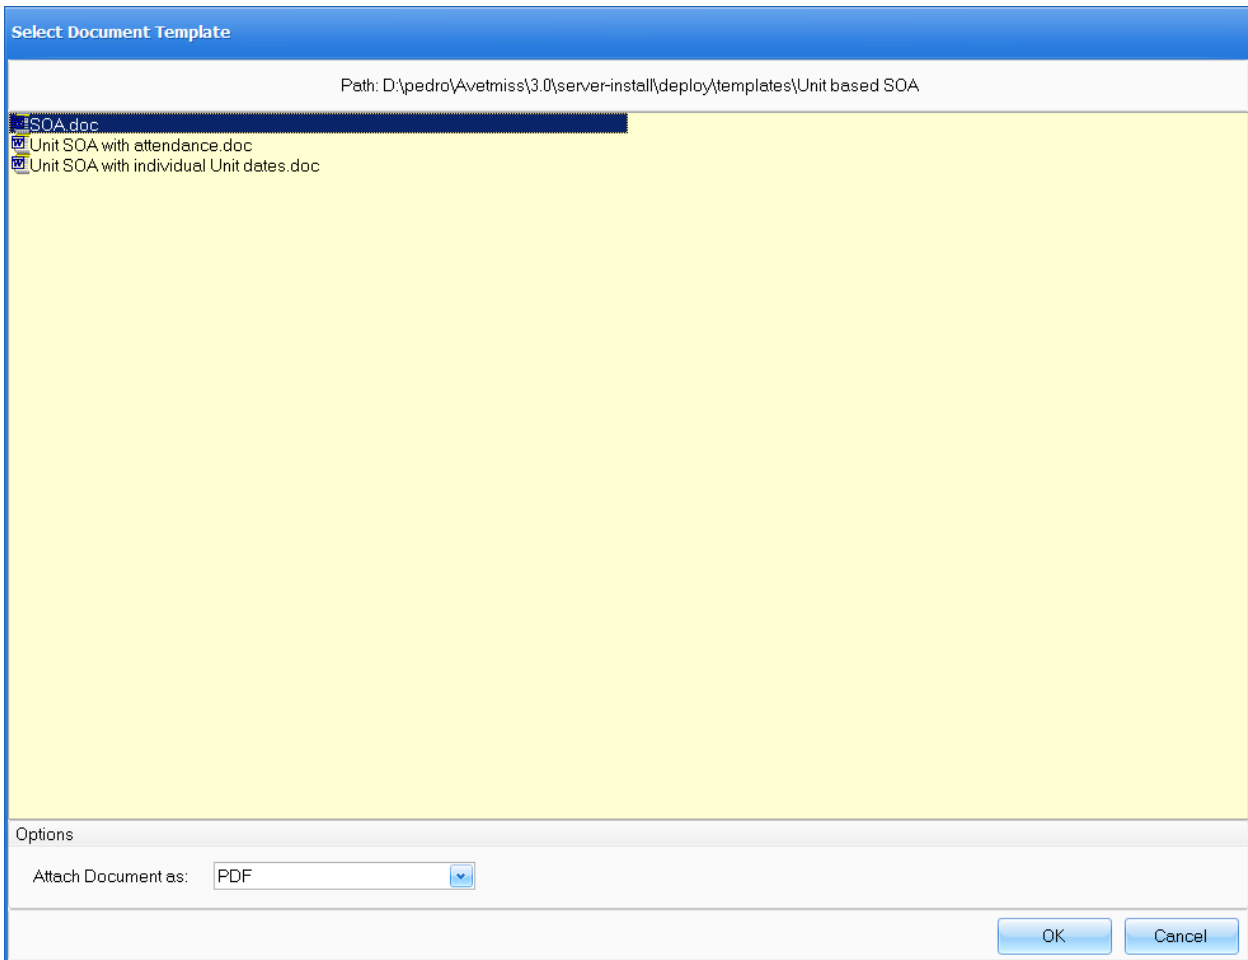 Select Document Template
Path: D:\pedro\Avetmiss\3.0\server-install\deploy\templates\Unit based SOA
SOA.doc
Unit SOA with attendance.doc
Unit SOA with individual Unit dates.doc
Options
Attach Document as: PDF
OK Cancel